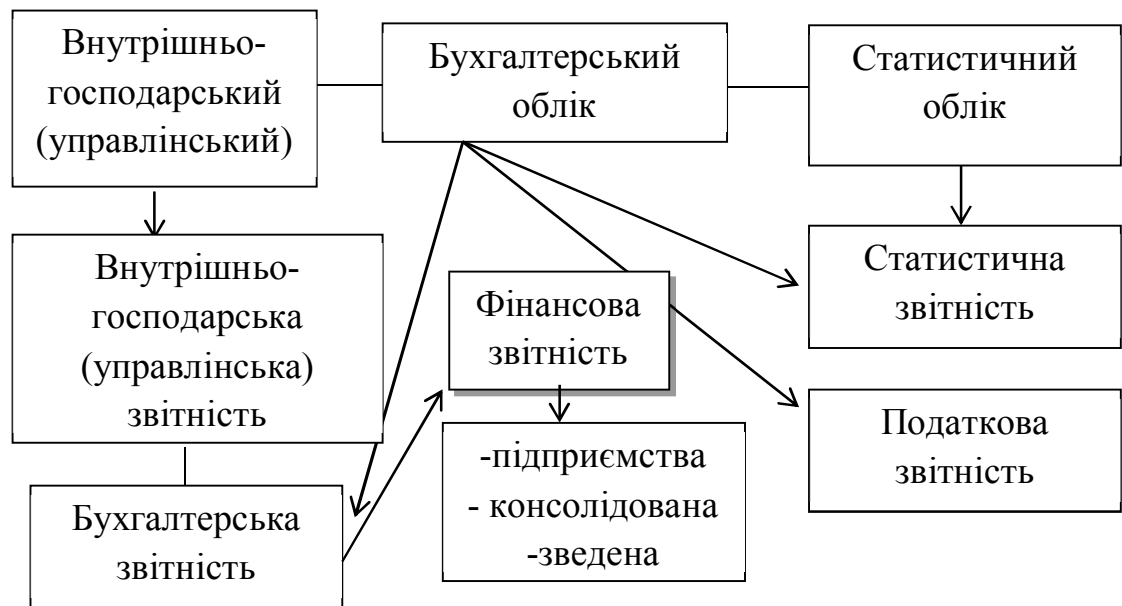 Внутрішньо-
господарський
(управлінський)
Бухгалтерський
облік
Статистичний
облік
Внутрішньо-
господарська
(управлінська)
звітність
Фінансова
звітність
Статистична
звітність
Податкова
звітність
-підприємства
- консолідована
-зведена
Бухгалтерська
звітність